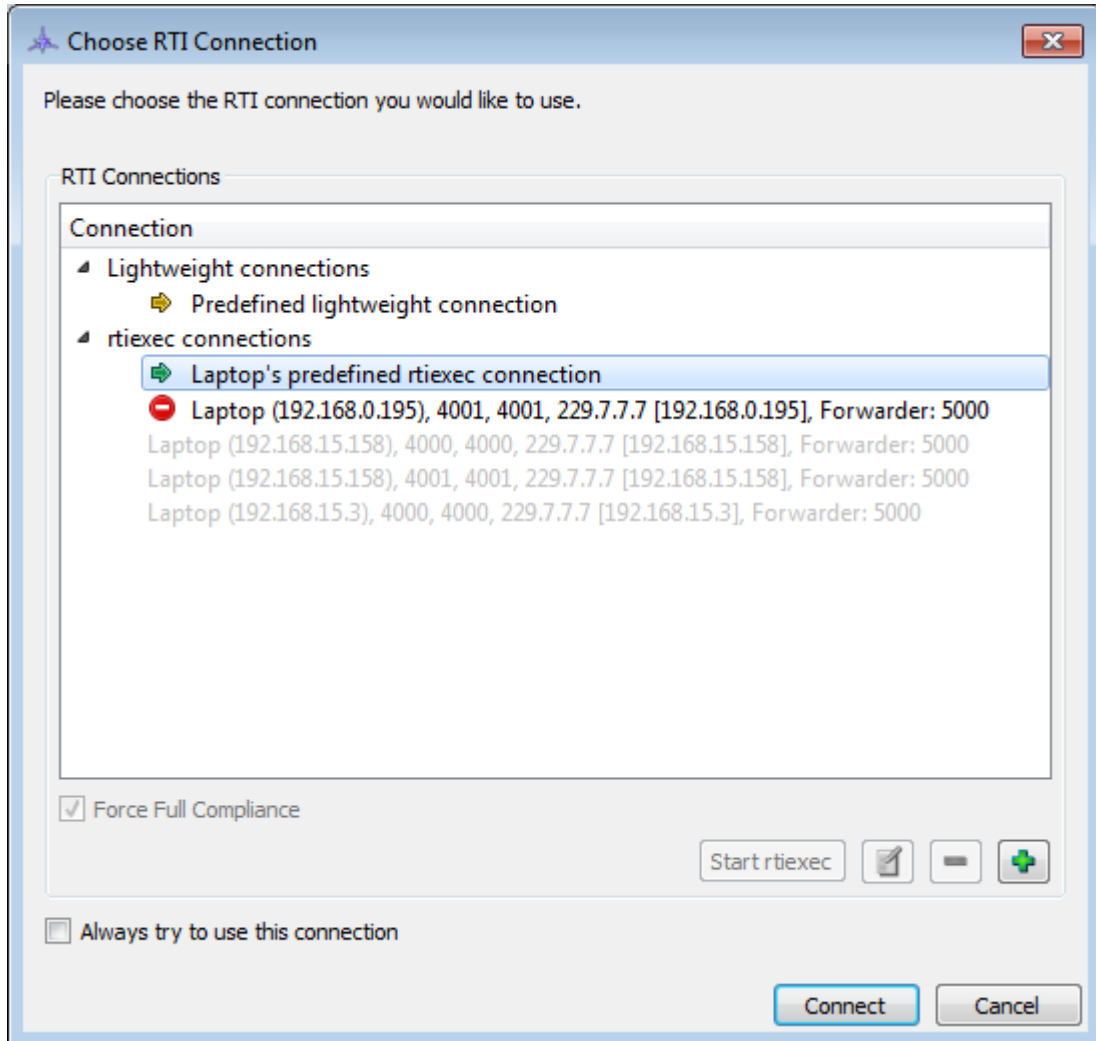 Choose RTI Connection
Please choose the RTI connection you would like to use.
RTI Connections
Connection
Lightweight connections
Predefined lightweight connection
rtiexec connections
Laptop's predefined rtiexec connection
Laptop (192.168.0.195), 4001, 4001, 229.7.7.7 [192.168.0.195], Forwarder: 5000
Laptop (192.168.15.158), 4000, 4000, 229.7.7.7 [192.168.15.158], Forwarder: 5000
Laptop (192.168.15.158), 4001, 4001, 229.7.7.7 [192.168.15.158], Forwarder: 5000
Laptop (192.168.15.3), 4000, 4000, 229.7.7.7 [192.168.15.3], Forwarder: 5000
Force Full Compliance
Start rtiexec
Always try to use this connection
Connect Cancel